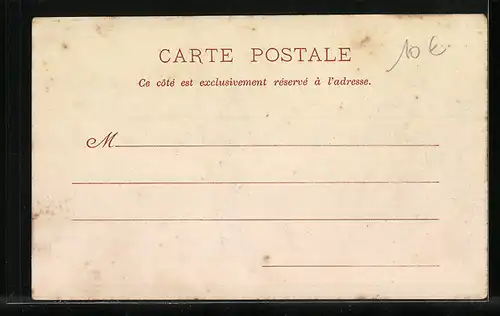 CARTE POSTALE
10 €
Ce côté est exclusivement réservé à l'adresse.
M